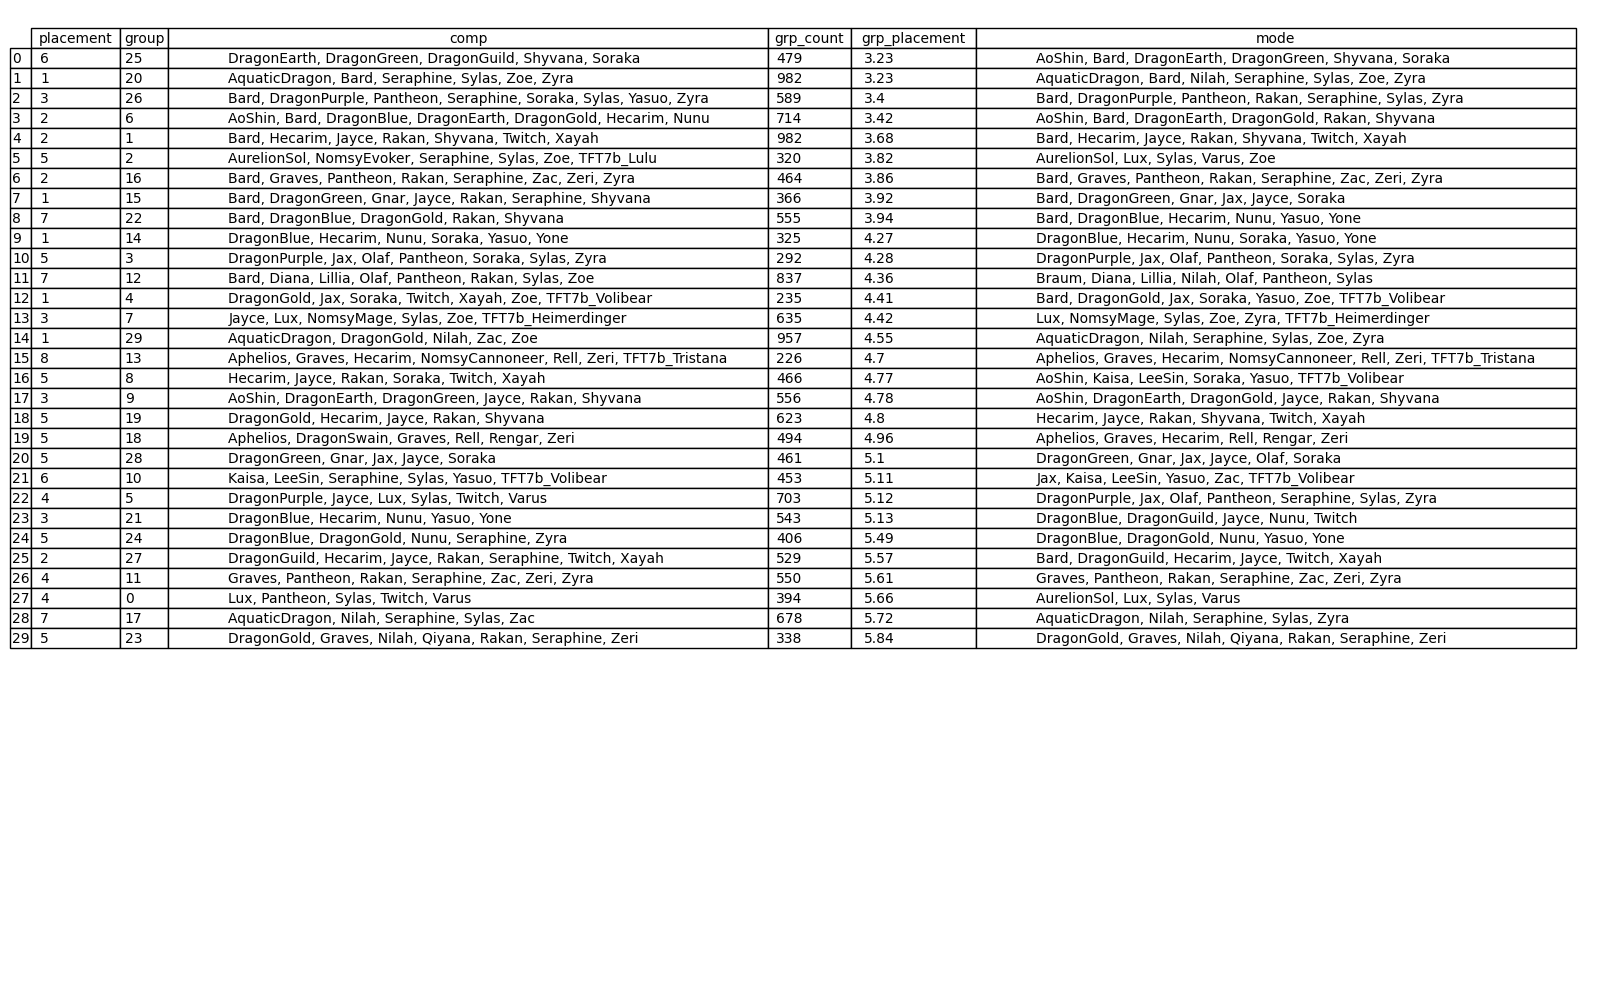 placement group comp grp_count grp_placement mode
0 6 25 DragonEarth, DragonGreen, DragonGuild, Shyvana, Soraka 479 3.23 AoShin, Bard, DragonEarth, DragonGreen, Shyvana, Soraka
1 1 20 AquaticDragon, Bard, Seraphine, Sylas, Zoe, Zyra 982 3.23 AquaticDragon, Bard, Nilah, Seraphine, Sylas, Zoe, Zyra
2 3 26 Bard, DragonPurple, Pantheon, Seraphine, Soraka, Sylas, Yasuo, Zyra 589 3.4 Bard, DragonPurple, Pantheon, Rakan, Seraphine, Sylas, Zyra
3 2 6 AoShin, Bard, DragonBlue, DragonEarth, DragonGold, Hecarim, Nunu 714 3.42 AoShin, Bard, DragonEarth, DragonGold, Rakan, Shyvana
4 2 1 Bard, Hecarim, Jayce, Rakan, Shyvana, Twitch, Xayah 982 3.68 Bard, Hecarim, Jayce, Rakan, Shyvana, Twitch, Xayah
5 5 2 AurelionSol, NomsyEvoker, Seraphine, Sylas, Zoe, TFT7b_Lulu 320 3.82 AurelionSol, Lux, Sylas, Varus, Zoe
6 2 16 Bard, Graves, Pantheon, Rakan, Seraphine, Zac, Zeri, Zyra 464 3.86 Bard, Graves, Pantheon, Rakan, Seraphine, Zac, Zeri, Zyra
7 1 15 Bard, DragonGreen, Gnar, Jayce, Rakan, Seraphine, Shyvana 366 3.92 Bard, DragonGreen, Gnar, Jax, Jayce, Soraka
8 7 22 Bard, DragonBlue, DragonGold, Rakan, Shyvana 555 3.94 Bard, DragonBlue, Hecarim, Nunu, Yasuo, Yone
9 1 14 DragonBlue, Hecarim, Nunu, Soraka, Yasuo, Yone 325 4.27 DragonBlue, Hecarim, Nunu, Soraka, Yasuo, Yone
10 5 3 DragonPurple, Jax, Olaf, Pantheon, Soraka, Sylas, Zyra 292 4.28 DragonPurple, Jax, Olaf, Pantheon, Soraka, Sylas, Zyra
11 7 12 Bard, Diana, Lillia, Olaf, Pantheon, Rakan, Sylas, Zoe 837 4.36 Braum, Diana, Lillia, Nilah, Olaf, Pantheon, Sylas
12 1 4 DragonGold, Jax, Soraka, Twitch, Xayah, Zoe, TFT7b_Volibear 235 4.41 Bard, DragonGold, Jax, Soraka, Yasuo, Zoe, TFT7b_Volibear
13 3 7 Jayce, Lux, NomsyMage, Sylas, Zoe, TFT7b_Heimerdinger 635 4.42 Lux, NomsyMage, Sylas, Zoe, Zyra, TFT7b_Heimerdinger
14 1 29 AquaticDragon, DragonGold, Nilah, Zac, Zoe 957 4.55 AquaticDragon, Nilah, Seraphine, Sylas, Zoe, Zyra
15 8 13 Aphelios, Graves, Hecarim, NomsyCannoneer, Rell, Zeri, TFT7b_Tristana 226 4.7 Aphelios, Graves, Hecarim, NomsyCannoneer, Rell, Zeri, TFT7b_Tristana
16 5 8 Hecarim, Jayce, Rakan, Soraka, Twitch, Xayah 466 4.77 AoShin, Kaisa, LeeSin, Soraka, Yasuo, TFT7b_Volibear
17 3 9 AoShin, DragonEarth, DragonGreen, Jayce, Rakan, Shyvana 556 4.78 AoShin, DragonEarth, DragonGold, Jayce, Rakan, Shyvana
18 5 19 DragonGold, Hecarim, Jayce, Rakan, Shyvana 623 4.8 Hecarim, Jayce, Rakan, Shyvana, Twitch, Xayah
19 5 18 Aphelios, DragonSwain, Graves, Rell, Rengar, Zeri 494 4.96 Aphelios, Graves, Hecarim, Rell, Rengar, Zeri
20 5 28 DragonGreen, Gnar, Jax, Jayce, Soraka 461 5.1 DragonGreen, Gnar, Jax, Jayce, Olaf, Soraka
21 6 10 Kaisa, LeeSin, Seraphine, Sylas, Yasuo, TFT7b_Volibear 453 5.11 Jax, Kaisa, LeeSin, Yasuo, Zac, TFT7b_Volibear
22 4 5 DragonPurple, Jayce, Lux, Sylas, Twitch, Varus 703 5.12 DragonPurple, Jax, Olaf, Pantheon, Seraphine, Sylas, Zyra
23 3 21 DragonBlue, Hecarim, Nunu, Yasuo, Yone 543 5.13 DragonBlue, DragonGuild, Jayce, Nunu, Twitch
24 5 24 DragonBlue, DragonGold, Nunu, Seraphine, Zyra 406 5.49 DragonBlue, DragonGold, Nunu, Yasuo, Yone
25 2 27 DragonGuild, Hecarim, Jayce, Rakan, Seraphine, Twitch, Xayah 529 5.57 Bard, DragonGuild, Hecarim, Jayce, Twitch, Xayah
26 4 11 Graves, Pantheon, Rakan, Seraphine, Zac, Zeri, Zyra 550 5.61 Graves, Pantheon, Rakan, Seraphine, Zac, Zeri, Zyra
27 4 0 Lux, Pantheon, Sylas, Twitch, Varus 394 5.66 AurelionSol, Lux, Sylas, Varus
28 7 17 AquaticDragon, Nilah, Seraphine, Sylas, Zac 678 5.72 AquaticDragon, Nilah, Seraphine, Sylas, Zyra
29 5 23 DragonGold, Graves, Nilah, Qiyana, Rakan, Seraphine, Zeri 338 5.84 DragonGold, Graves, Nilah, Qiyana, Rakan, Seraphine, Zeri